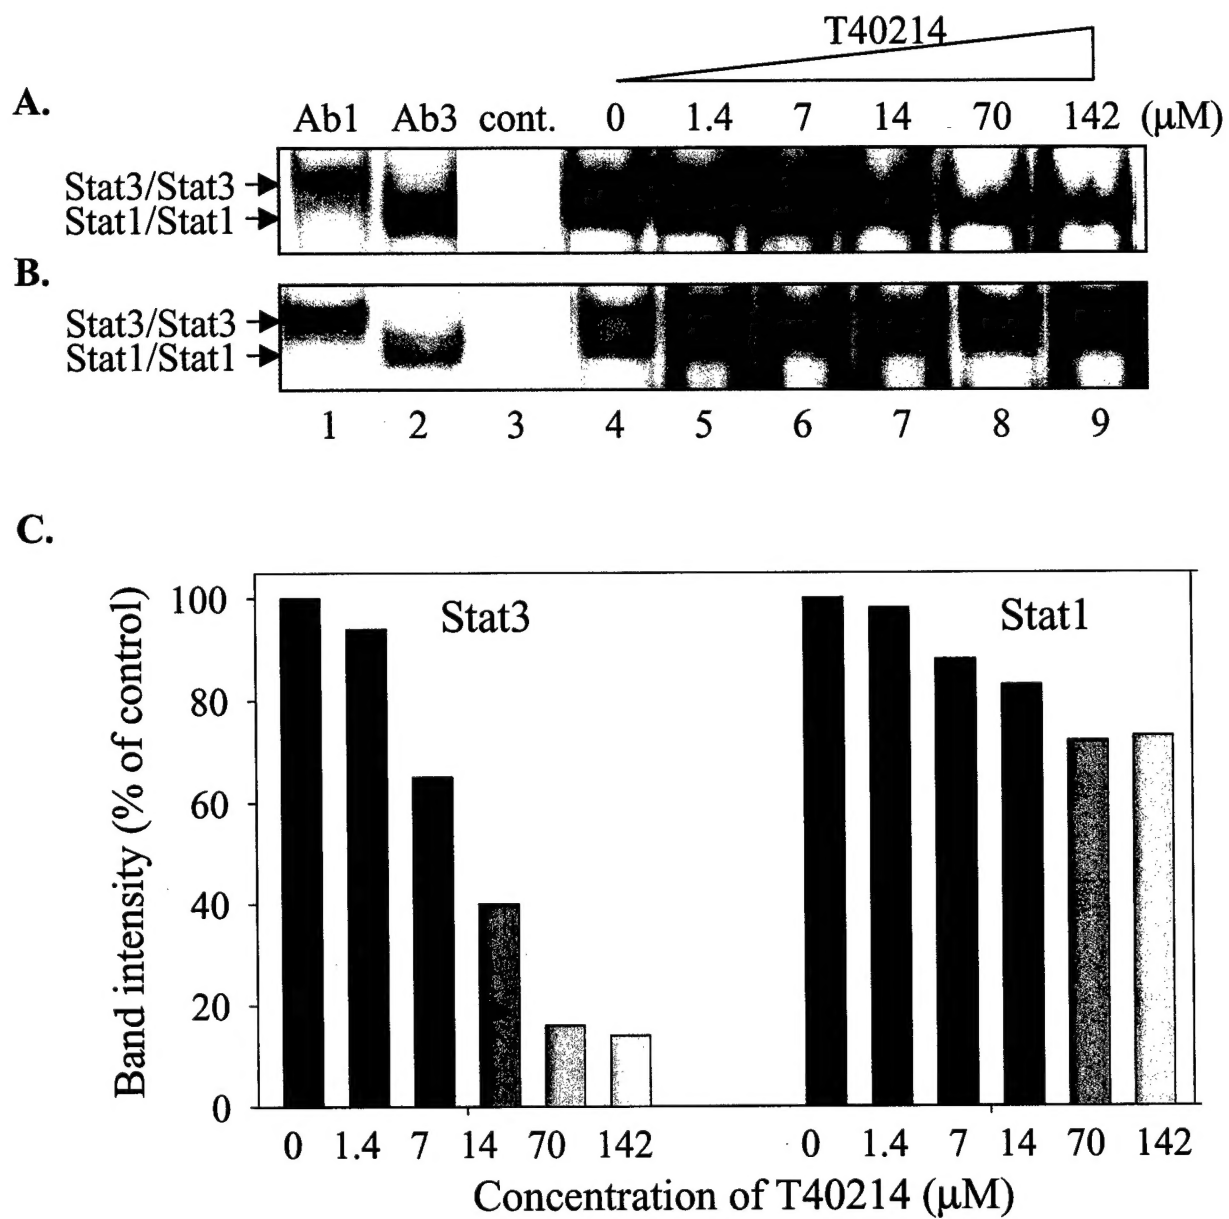 T40214
A.
Ab1 Ab3 cont. 0 1.4 7 14 70 142 (μM)
Stat3/Stat3
Stat1/Stat1
B.
Stat3/Stat3
Stat1/Stat1
1 2 3 4 5 6 7 8 9
C.
Band intensity (% of control)
100
80
60
40
20
0
Stat3
Stat1
0 1.4 7 14 70 142
0 1.4 7 14 70 142
Concentration of T40214 (μM)